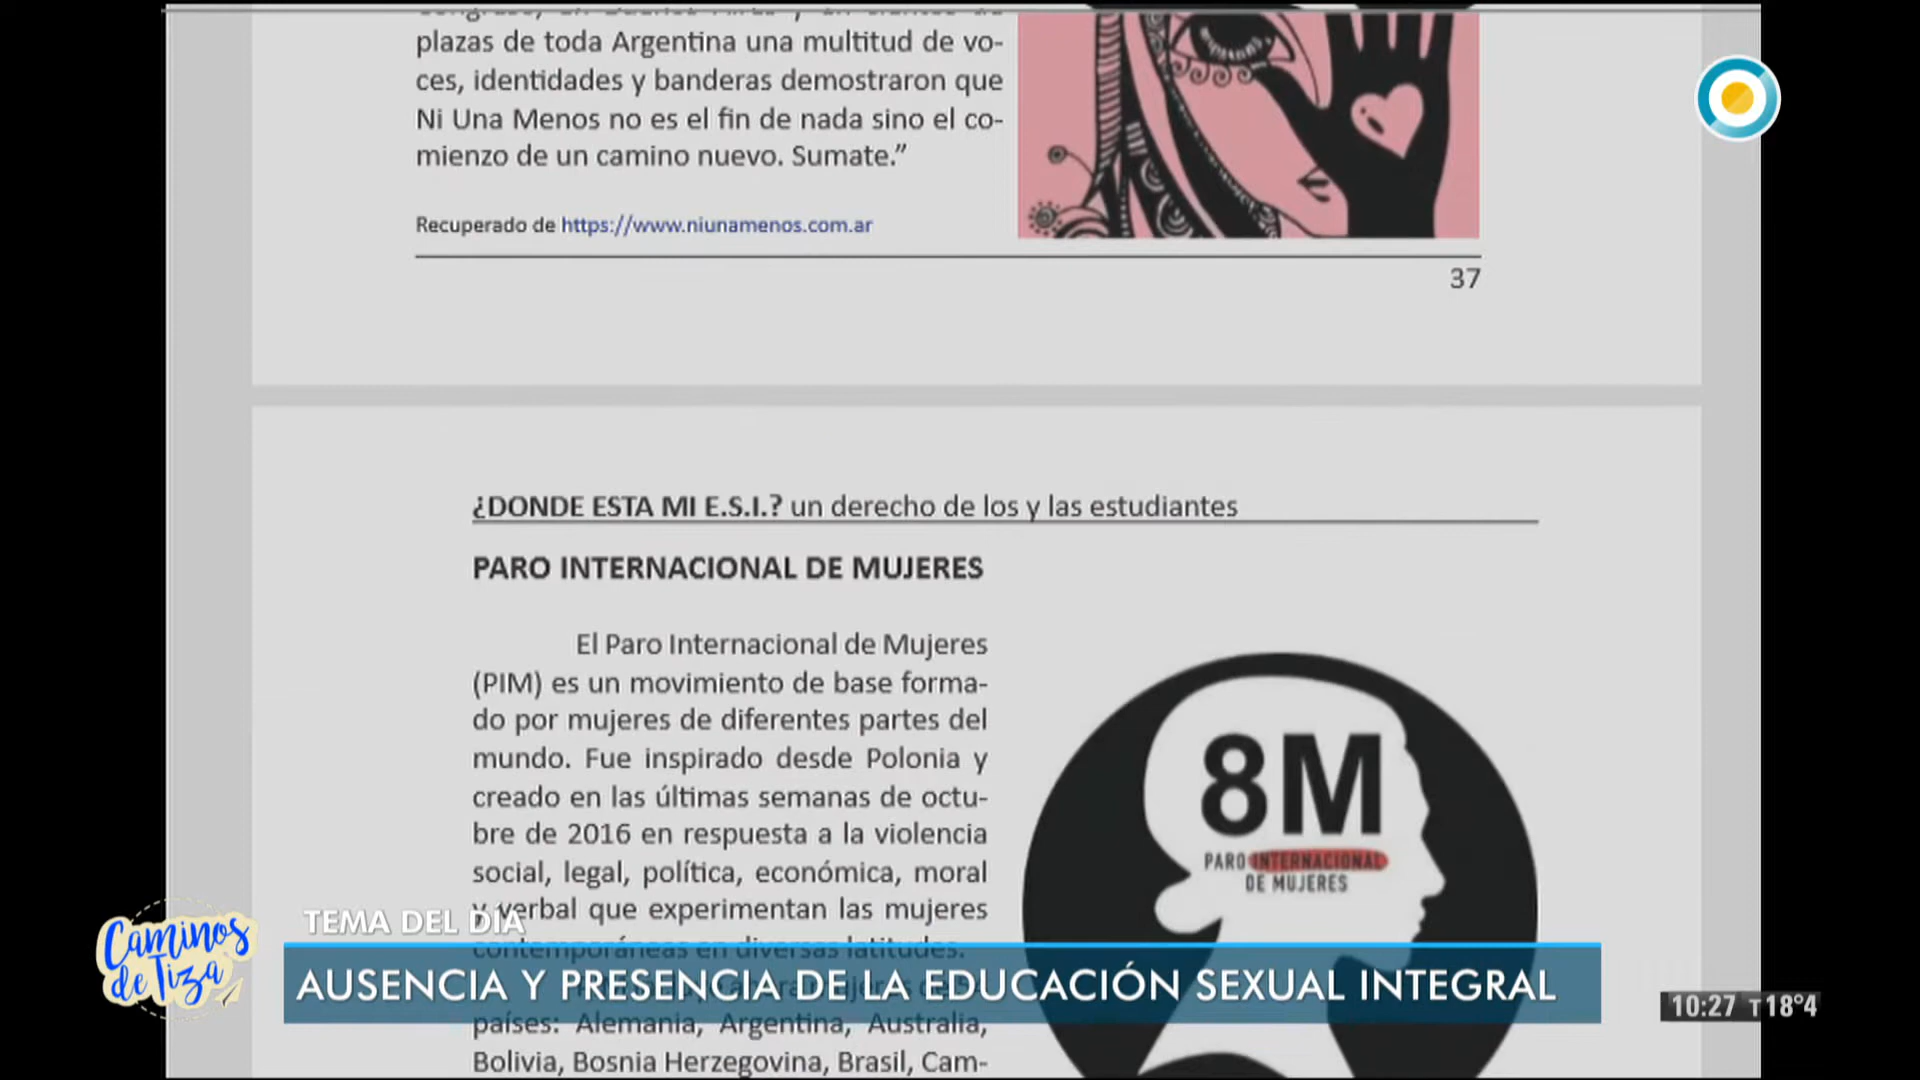 plazas de toda Argentina una multitud de vo-
ces, identidades y banderas demostraron que
Ni Una Menos no es el fin de nada sino el co-
mienzo de un camino nuevo. Sumate.”
Recuperado de https://www.niunamenos.com.ar
37
¿DONDE ESTA MI E.S.I.? un derecho de los y las estudiantes
PARO INTERNACIONAL DE MUJERES
El Paro Internacional de Mujeres
(PIM) es un movimiento de base forma-
do por mujeres de diferentes partes del
mundo. Fue inspirado desde Polonia y
creado en las últimas semanas de octu-
bre de 2016 en respuesta a la violencia
social, legal, política, económica, moral
y verbal que experimentan las mujeres
contemporáneas en diversas latitudes.
países: Alemania, Argentina, Australia,
Bolivia, Bosnia Herzegovina, Brasil, Cam-
8M
PARO INTERNACIONAL
DE MUJERES
Caminos
de Tiza
TEMA DEL DÍA
AUSENCIA Y PRESENCIA DE LA EDUCACIÓN SEXUAL INTEGRAL
10:27 T18°4